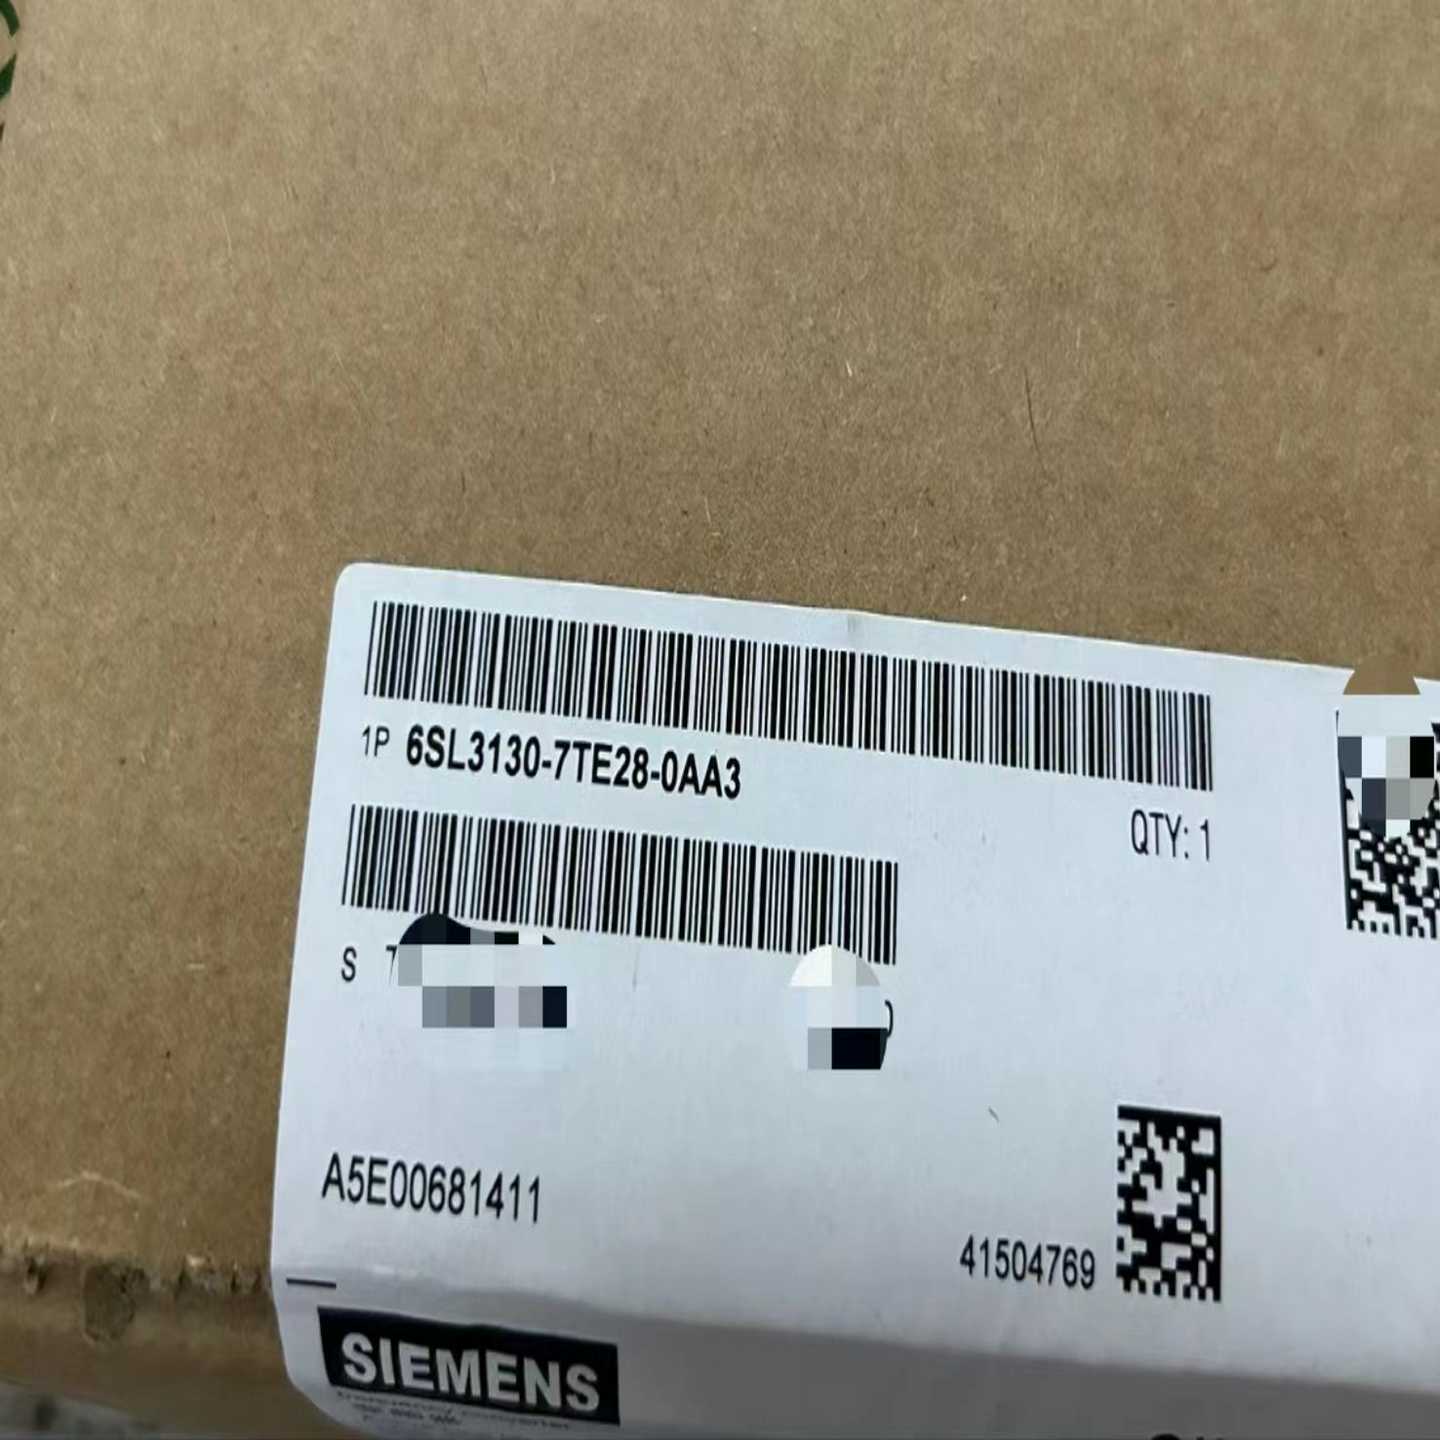 1P 6SL3130-7TE28-0AA3
QTY: 1
S
A5E00681411
41504769
SIEMENS